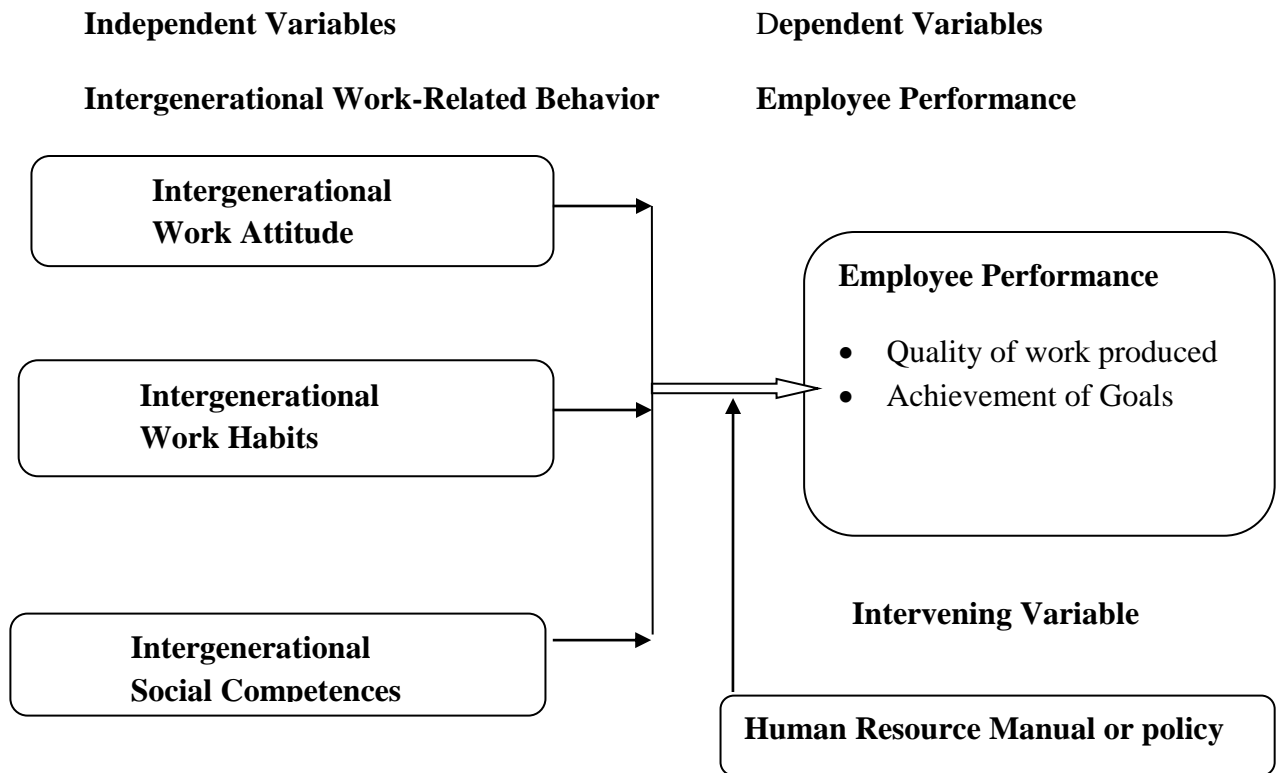 Independent Variables
Dependent Variables
Intergenerational Work-Related Behavior
Employee Performance
Intergenerational
Work Attitude
Employee Performance
• Quality of work produced
• Achievement of Goals
Intergenerational
Work Habits
Intervening Variable
Intergenerational
Social Competences
Human Resource Manual or policy